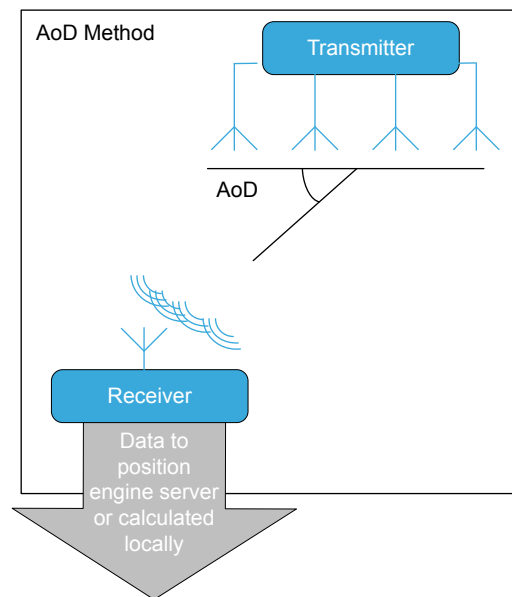 AoD Method
Transmitter
AoD
Receiver
Data to
position
engine server
or calculated
locally